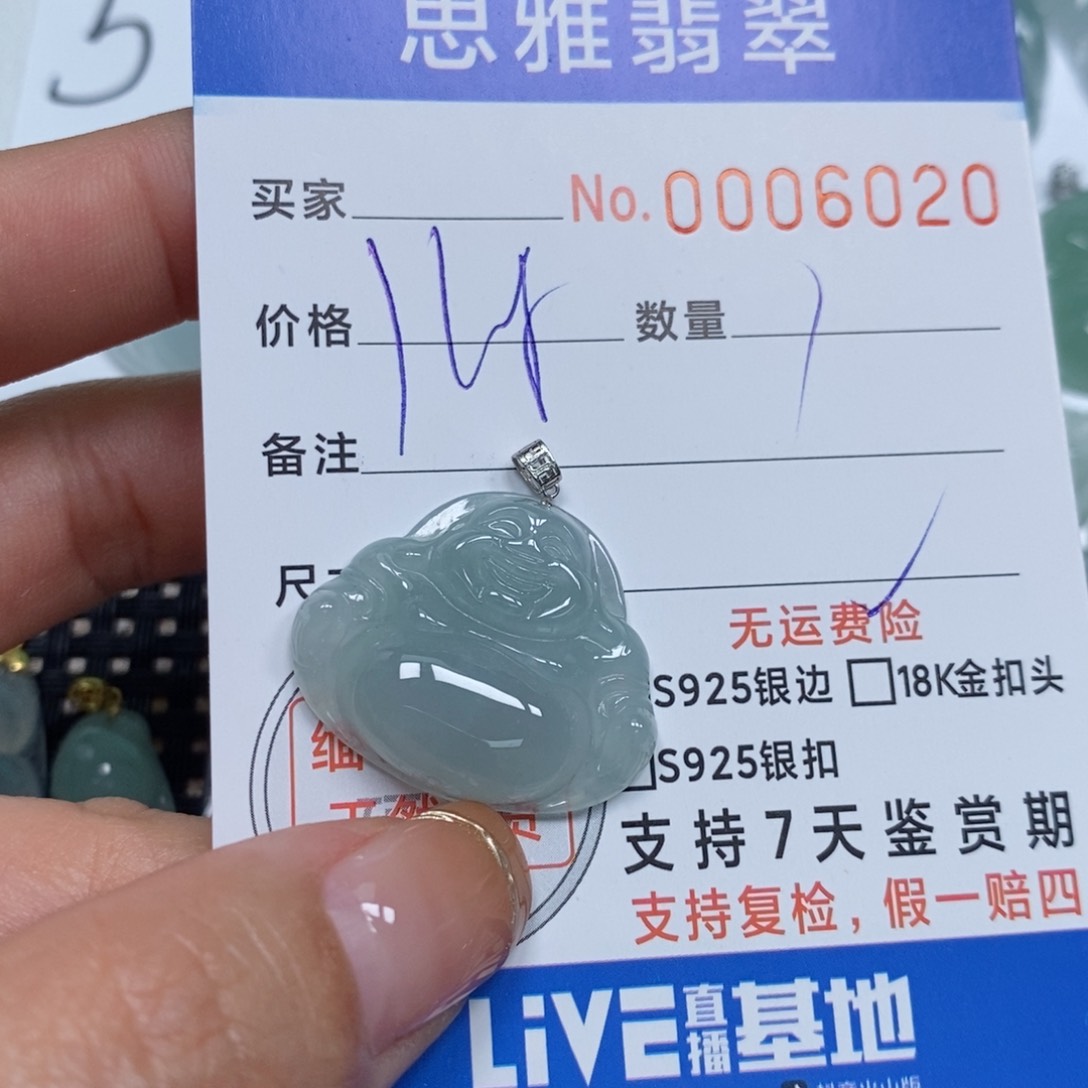 5
思雅翡翠
买家 No.0006020
价格 数量 1
备注
尺
无运费险
S925银边 □18K金扣头
S925银扣
缅
天然
支持7天鉴赏期
支持复检，假一赔四
LiVE直播基地